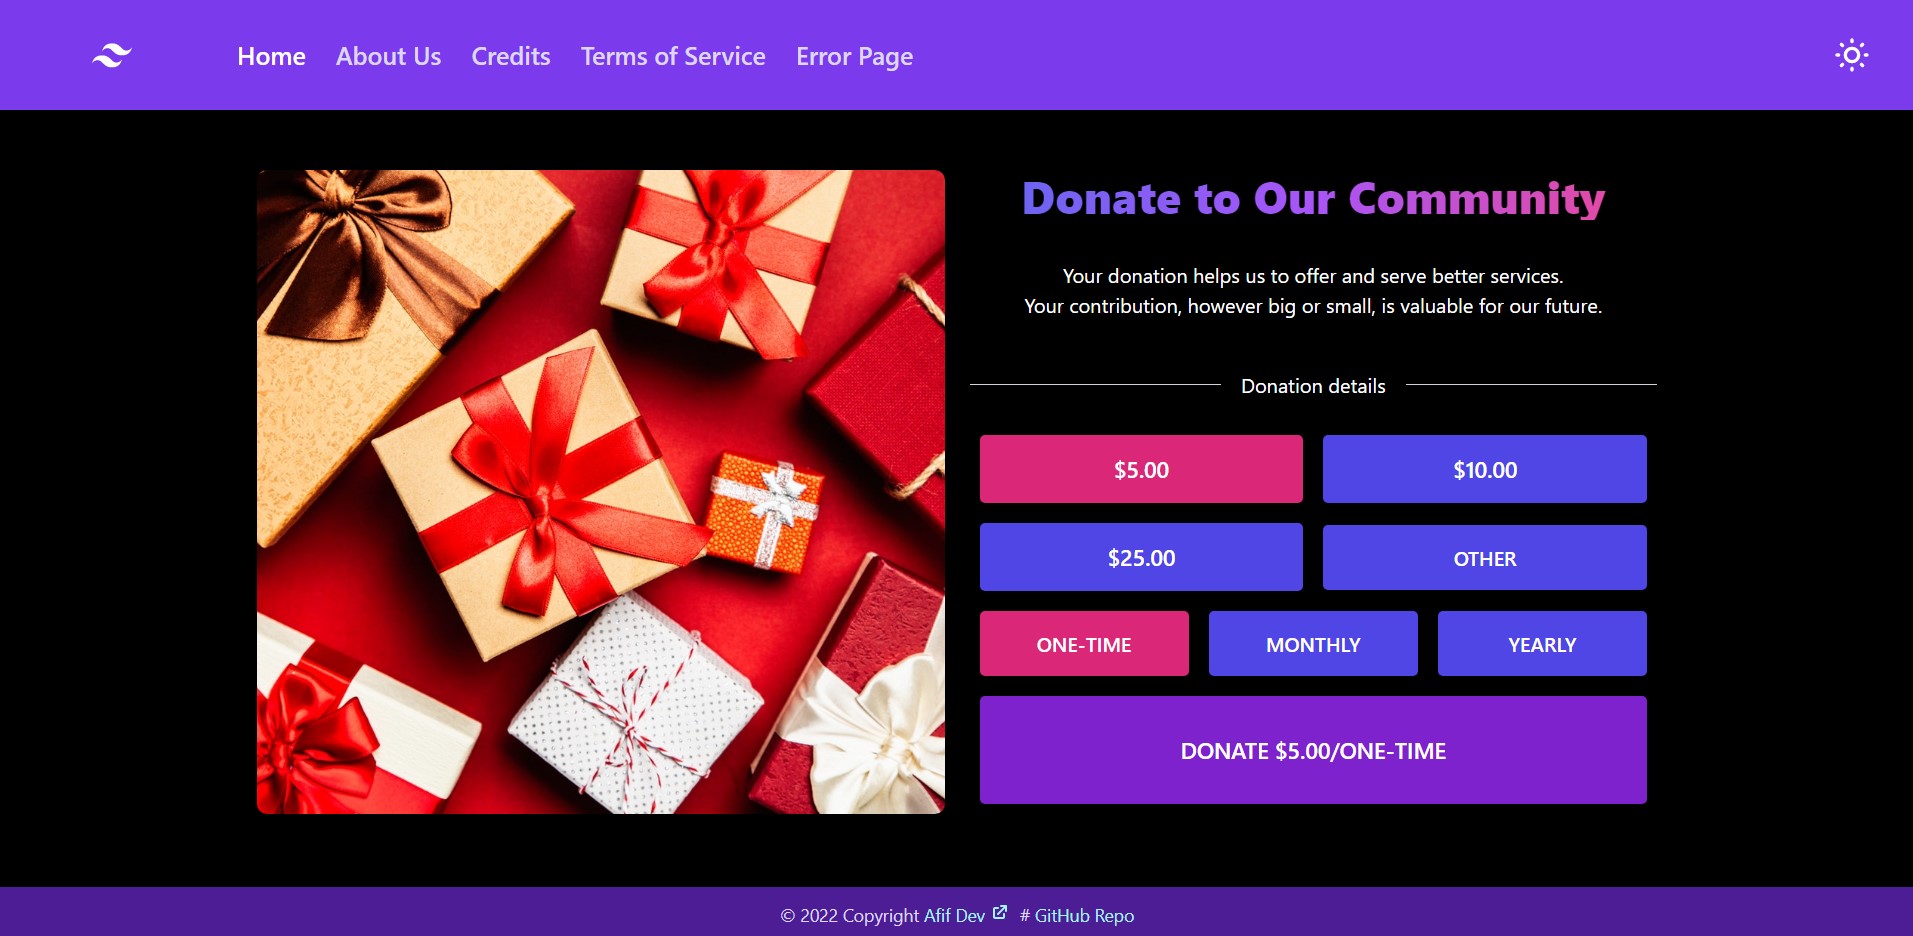 Home About Us Credits Terms of Service Error Page
Donate to Our Community
Your donation helps us to offer and serve better services.
Your contribution, however big or small, is valuable for our future.
Donation details
$5.00 $10.00
$25.00 OTHER
ONE-TIME MONTHLY YEARLY
DONATE $5.00/ONE-TIME
© 2022 Copyright Afif Dev # GitHub Repo